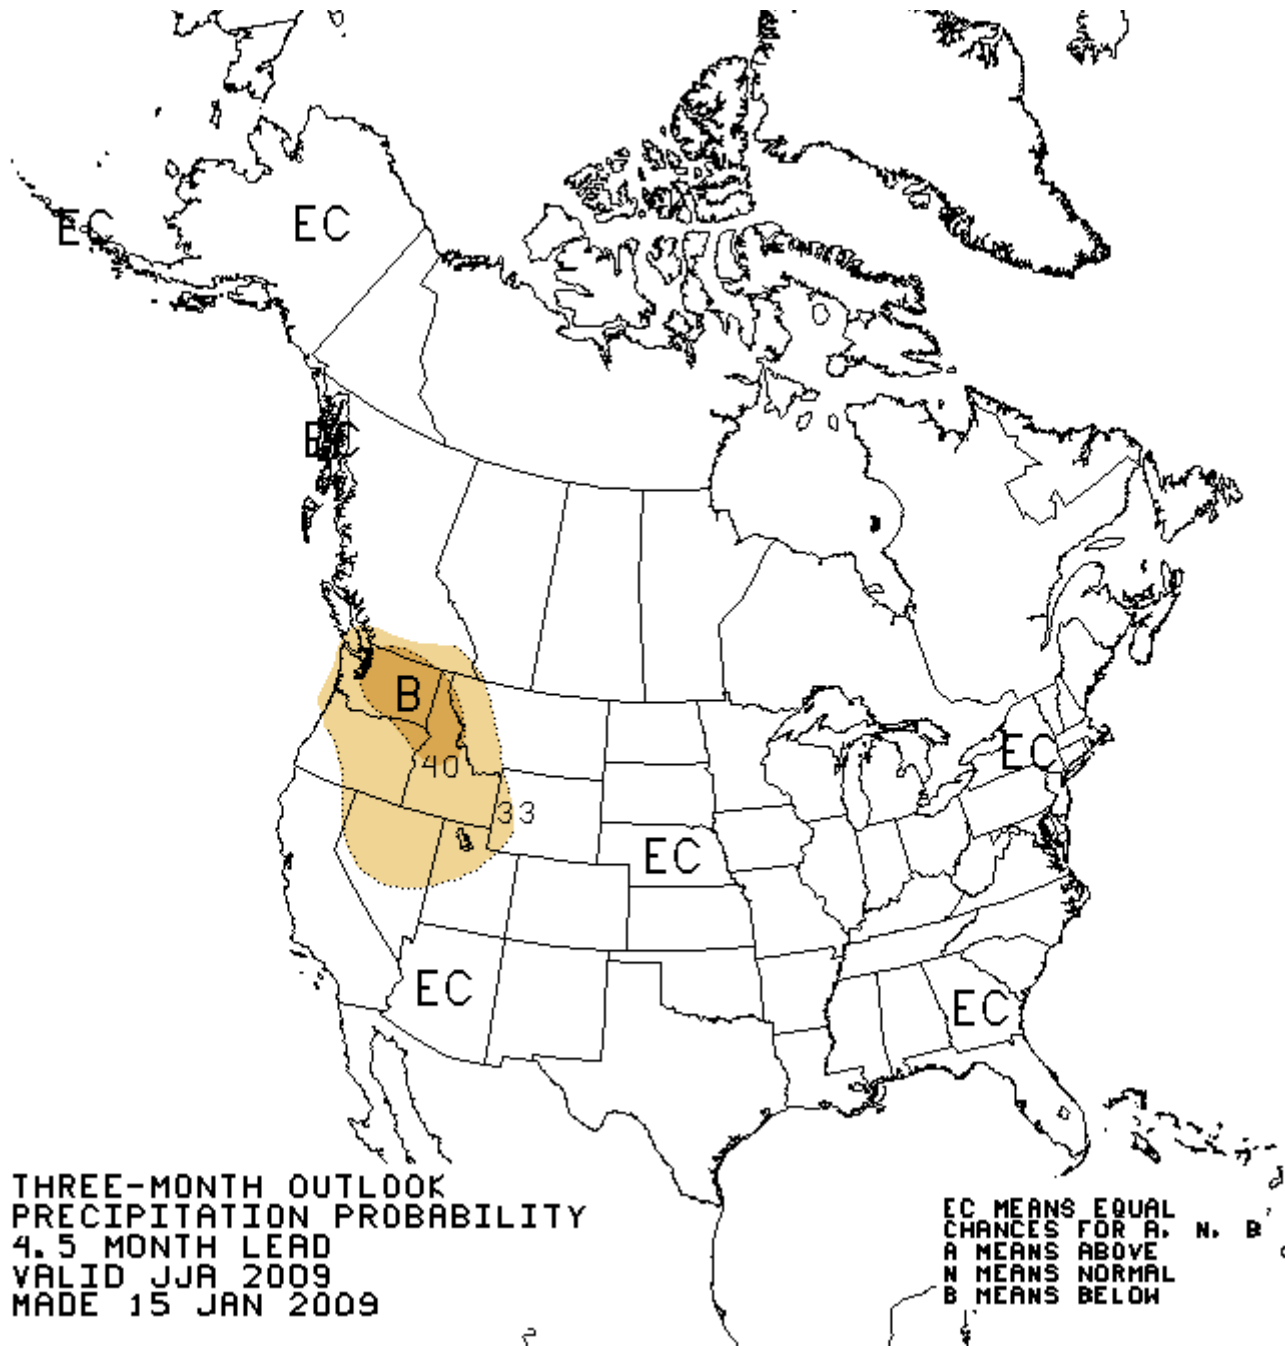 EC
EC
EC
B
40
33
EC
EC
EC
EC
THREE-MONTH OUTLOOK
PRECIPITATION PROBABILITY
4.5 MONTH LEAD
VALID JJA 2009
MADE 15 JAN 2009
EC MEANS EQUAL
CHANCES FOR A, N, B
A MEANS ABOVE
N MEANS NORMAL
B MEANS BELOW